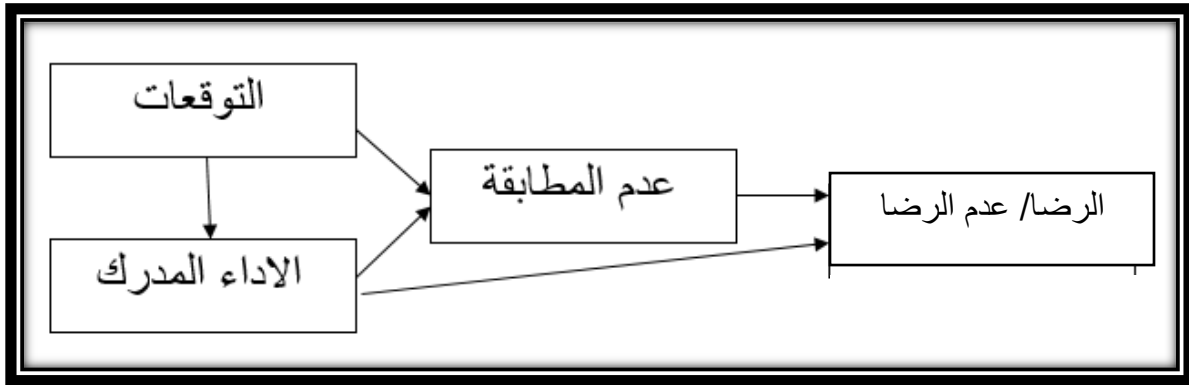 التوقعات
عدم المطابقة
الرضا/ عدم الرضا
الاداء المدرك